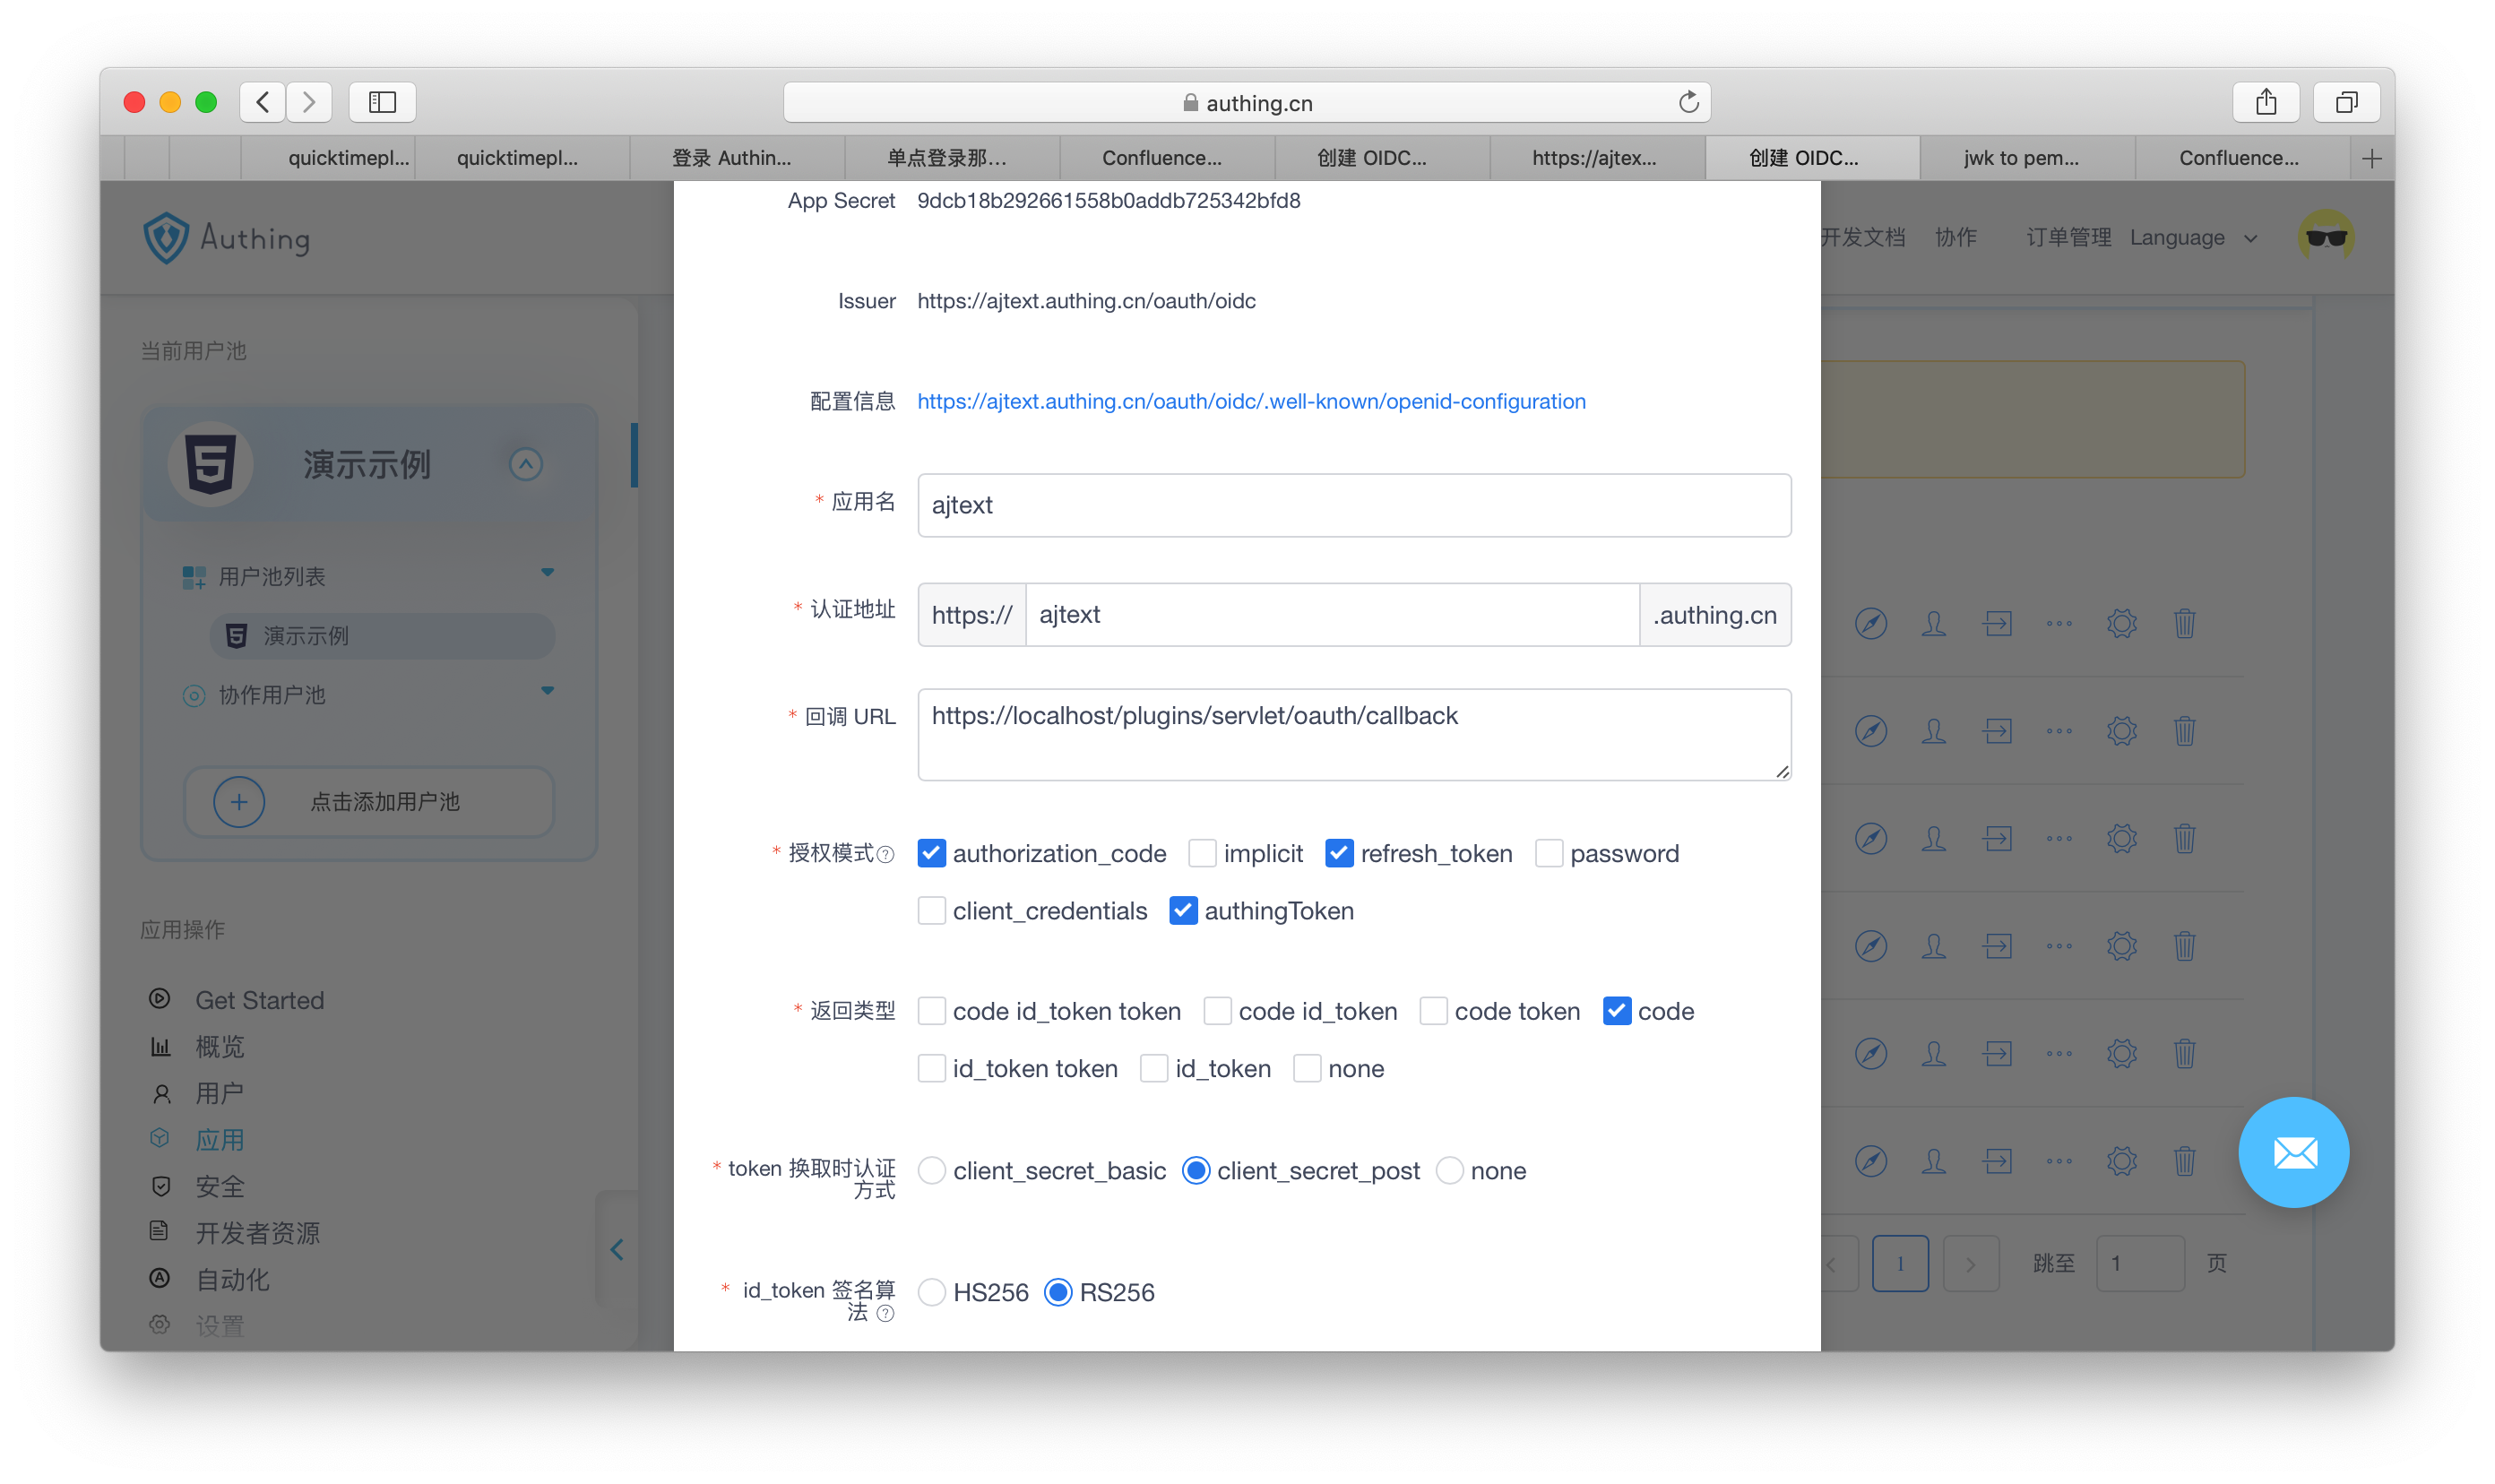 authing.cn
quicktimepl...
quicktimepl...
登录 Authin...
单点登录那...
Confluence...
创建 OIDC...
https://ajtex...
创建 OIDC...
jwk to pem...
Confluence...
Authing
开发文档
协作
订单管理
Language
当前用户池
演示示例
用户池列表
演示示例
协作用户池
点击添加用户池
应用操作
Get Started
概览
用户
应用
安全
开发者资源
自动化
设置
App Secret 9dcb18b292661558b0addb725342bfd8
Issuer https://ajtext.authing.cn/oauth/oidc
配置信息 https://ajtext.authing.cn/oauth/oidc/.well-known/openid-configuration
* 应用名 ajtext
* 认证地址 https:// ajtext .authing.cn
* 回调 URL https://localhost/plugins/servlet/oauth/callback
* 授权模式 authorization_code implicit refresh_token password
client_credentials authingToken
* 返回类型 code id_token token code id_token code token code
id_token token id_token none
* token 换取时认证
方式 client_secret_basic client_secret_post none
* id_token 签名算
法 HS256 RS256
1
跳至 1 页